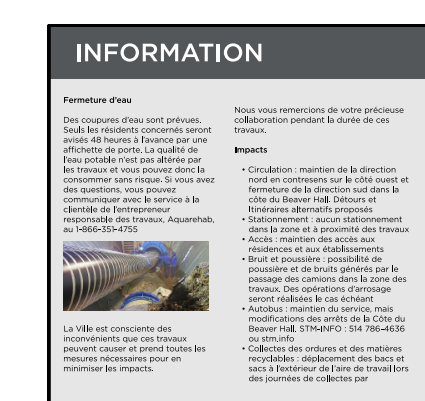 INFORMATION
Fermeture d'eau
Des coupures d'eau sont prévues.
Seuls les résidents concernés seront
avisés 48 heures à l'avance par une
affichette de porte. La qualité de
l'eau potable n'est pas altérée par
les travaux et vous pouvez donc la
consommer sans risque. Si vous avez
des questions, vous pouvez
communiquer avec le service à la
clientèle de l'entrepreneur
responsable des travaux, Aquarehab,
au 1-866-351-4755
La Ville est consciente des
inconvénients que ces travaux
peuvent causer et prend toutes les
mesures nécessaires pour en
minimiser les impacts.
Nous vous remercions de votre précieuse
collaboration pendant la durée de ces
travaux.
Impacts
• Circulation : maintien de la direction
nord en contresens sur le côté ouest et
fermeture de la direction sud dans la
côte du Beaver Hall. Détours et
Itinéraires alternatifs proposés
• Stationnement : aucun stationnement
dans la zone et à proximité des travaux
• Accès : maintien des accès aux
résidences et aux établissements
• Bruit et poussière : possibilité de
poussière et de bruits générés par le
passage des camions dans la zone des
travaux. Des opérations d'arrosage
seront réalisées le cas échéant
• Autobus : maintien du service, mais
modifications des arrêts de la Côte du
Beaver Hall. STM-INFO : 514 786-4636
ou stm.info
• Collectes des ordures et des matières
recyclables : déplacement des bacs et
sacs à l'extérieur de l'aire de travail lors
des journées de collectes par